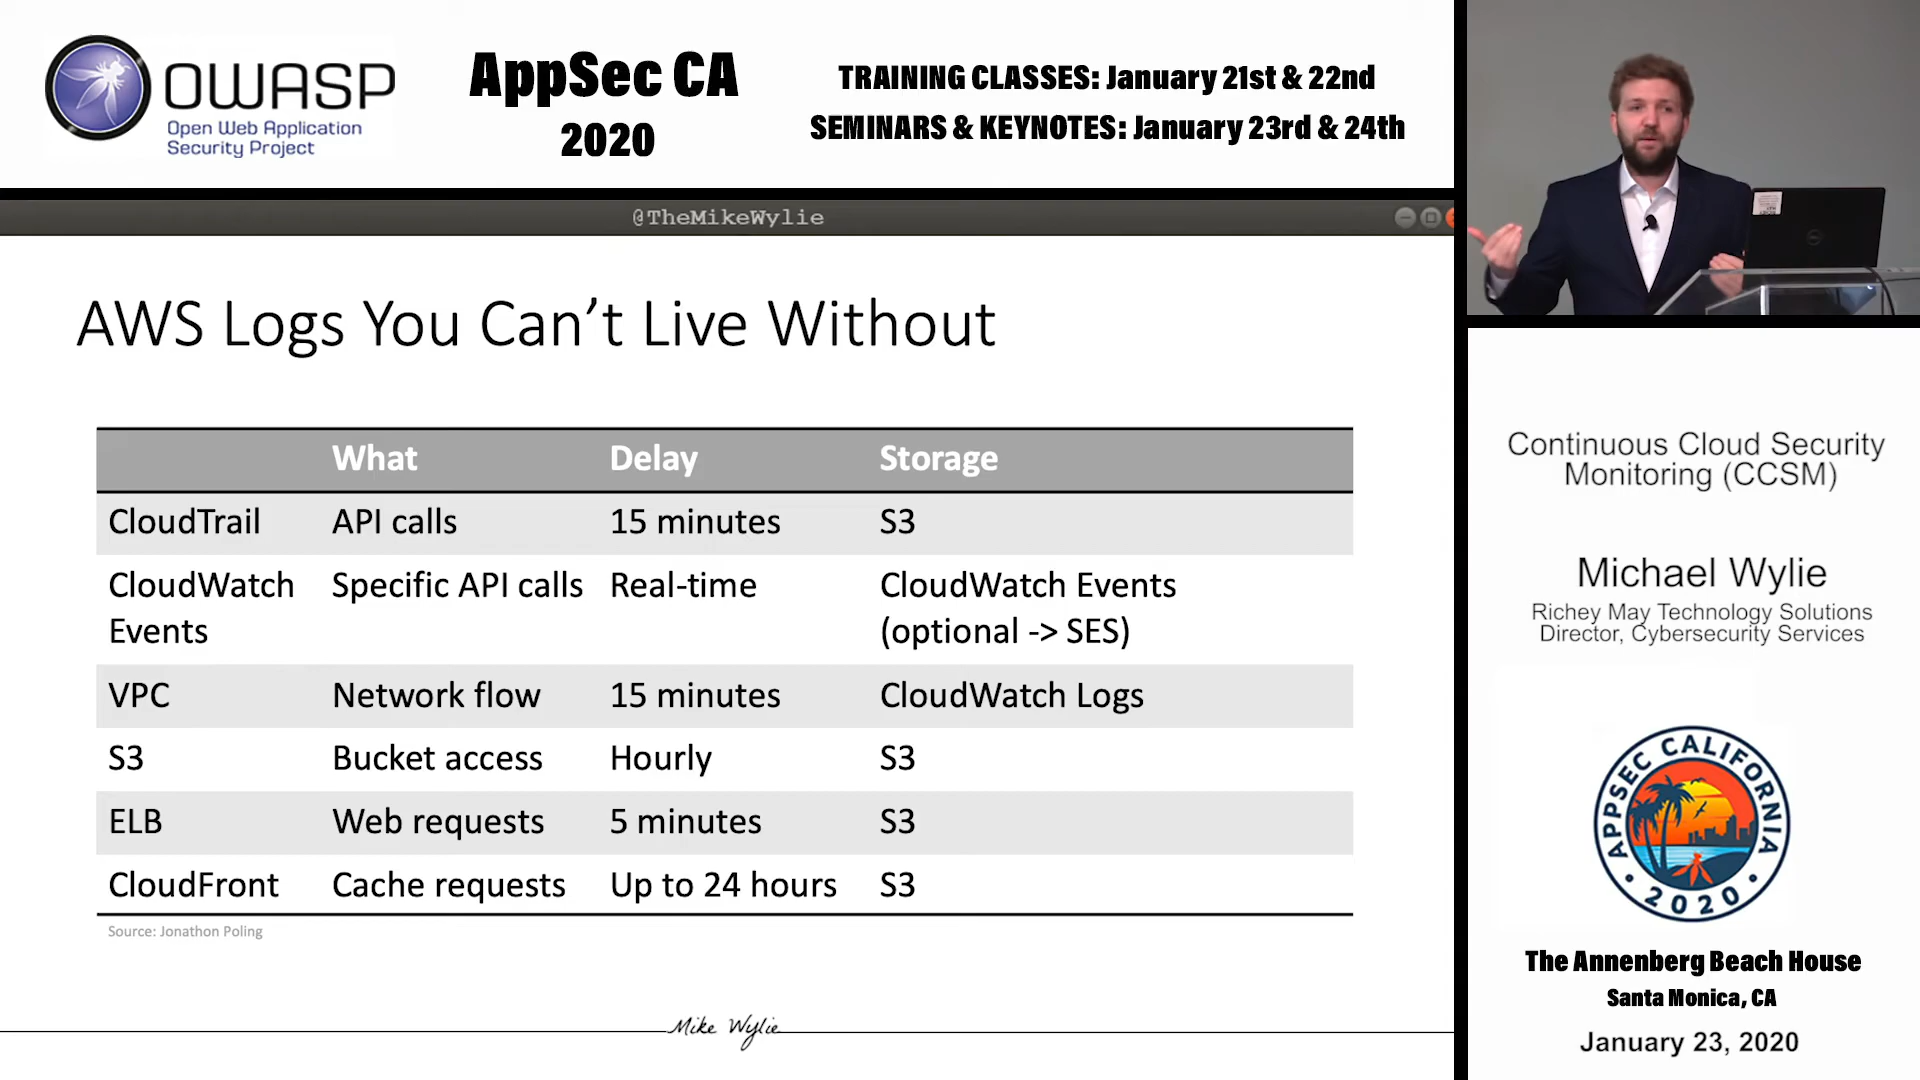 OWASP
Open Web Application
Security Project
AppSec CA
2020
TRAINING CLASSES: January 21st & 22nd
SEMINARS & KEYNOTES: January 23rd & 24th
@TheMikeWylie
AWS Logs You Can’t Live Without
What Delay Storage
CloudTrail API calls 15 minutes S3
CloudWatch Specific API calls Real-time CloudWatch Events
Events (optional -> SES)
VPC Network flow 15 minutes CloudWatch Logs
S3 Bucket access Hourly S3
ELB Web requests 5 minutes S3
CloudFront Cache requests Up to 24 hours S3
Source: Jonathon Poling
Mike Wylie
Continuous Cloud Security
Monitoring (CCSM)
Michael Wylie
Richey May Technology Solutions
Director, Cybersecurity Services
APPSEC CALIFORNIA
2020
The Annenberg Beach House
Santa Monica, CA
January 23, 2020